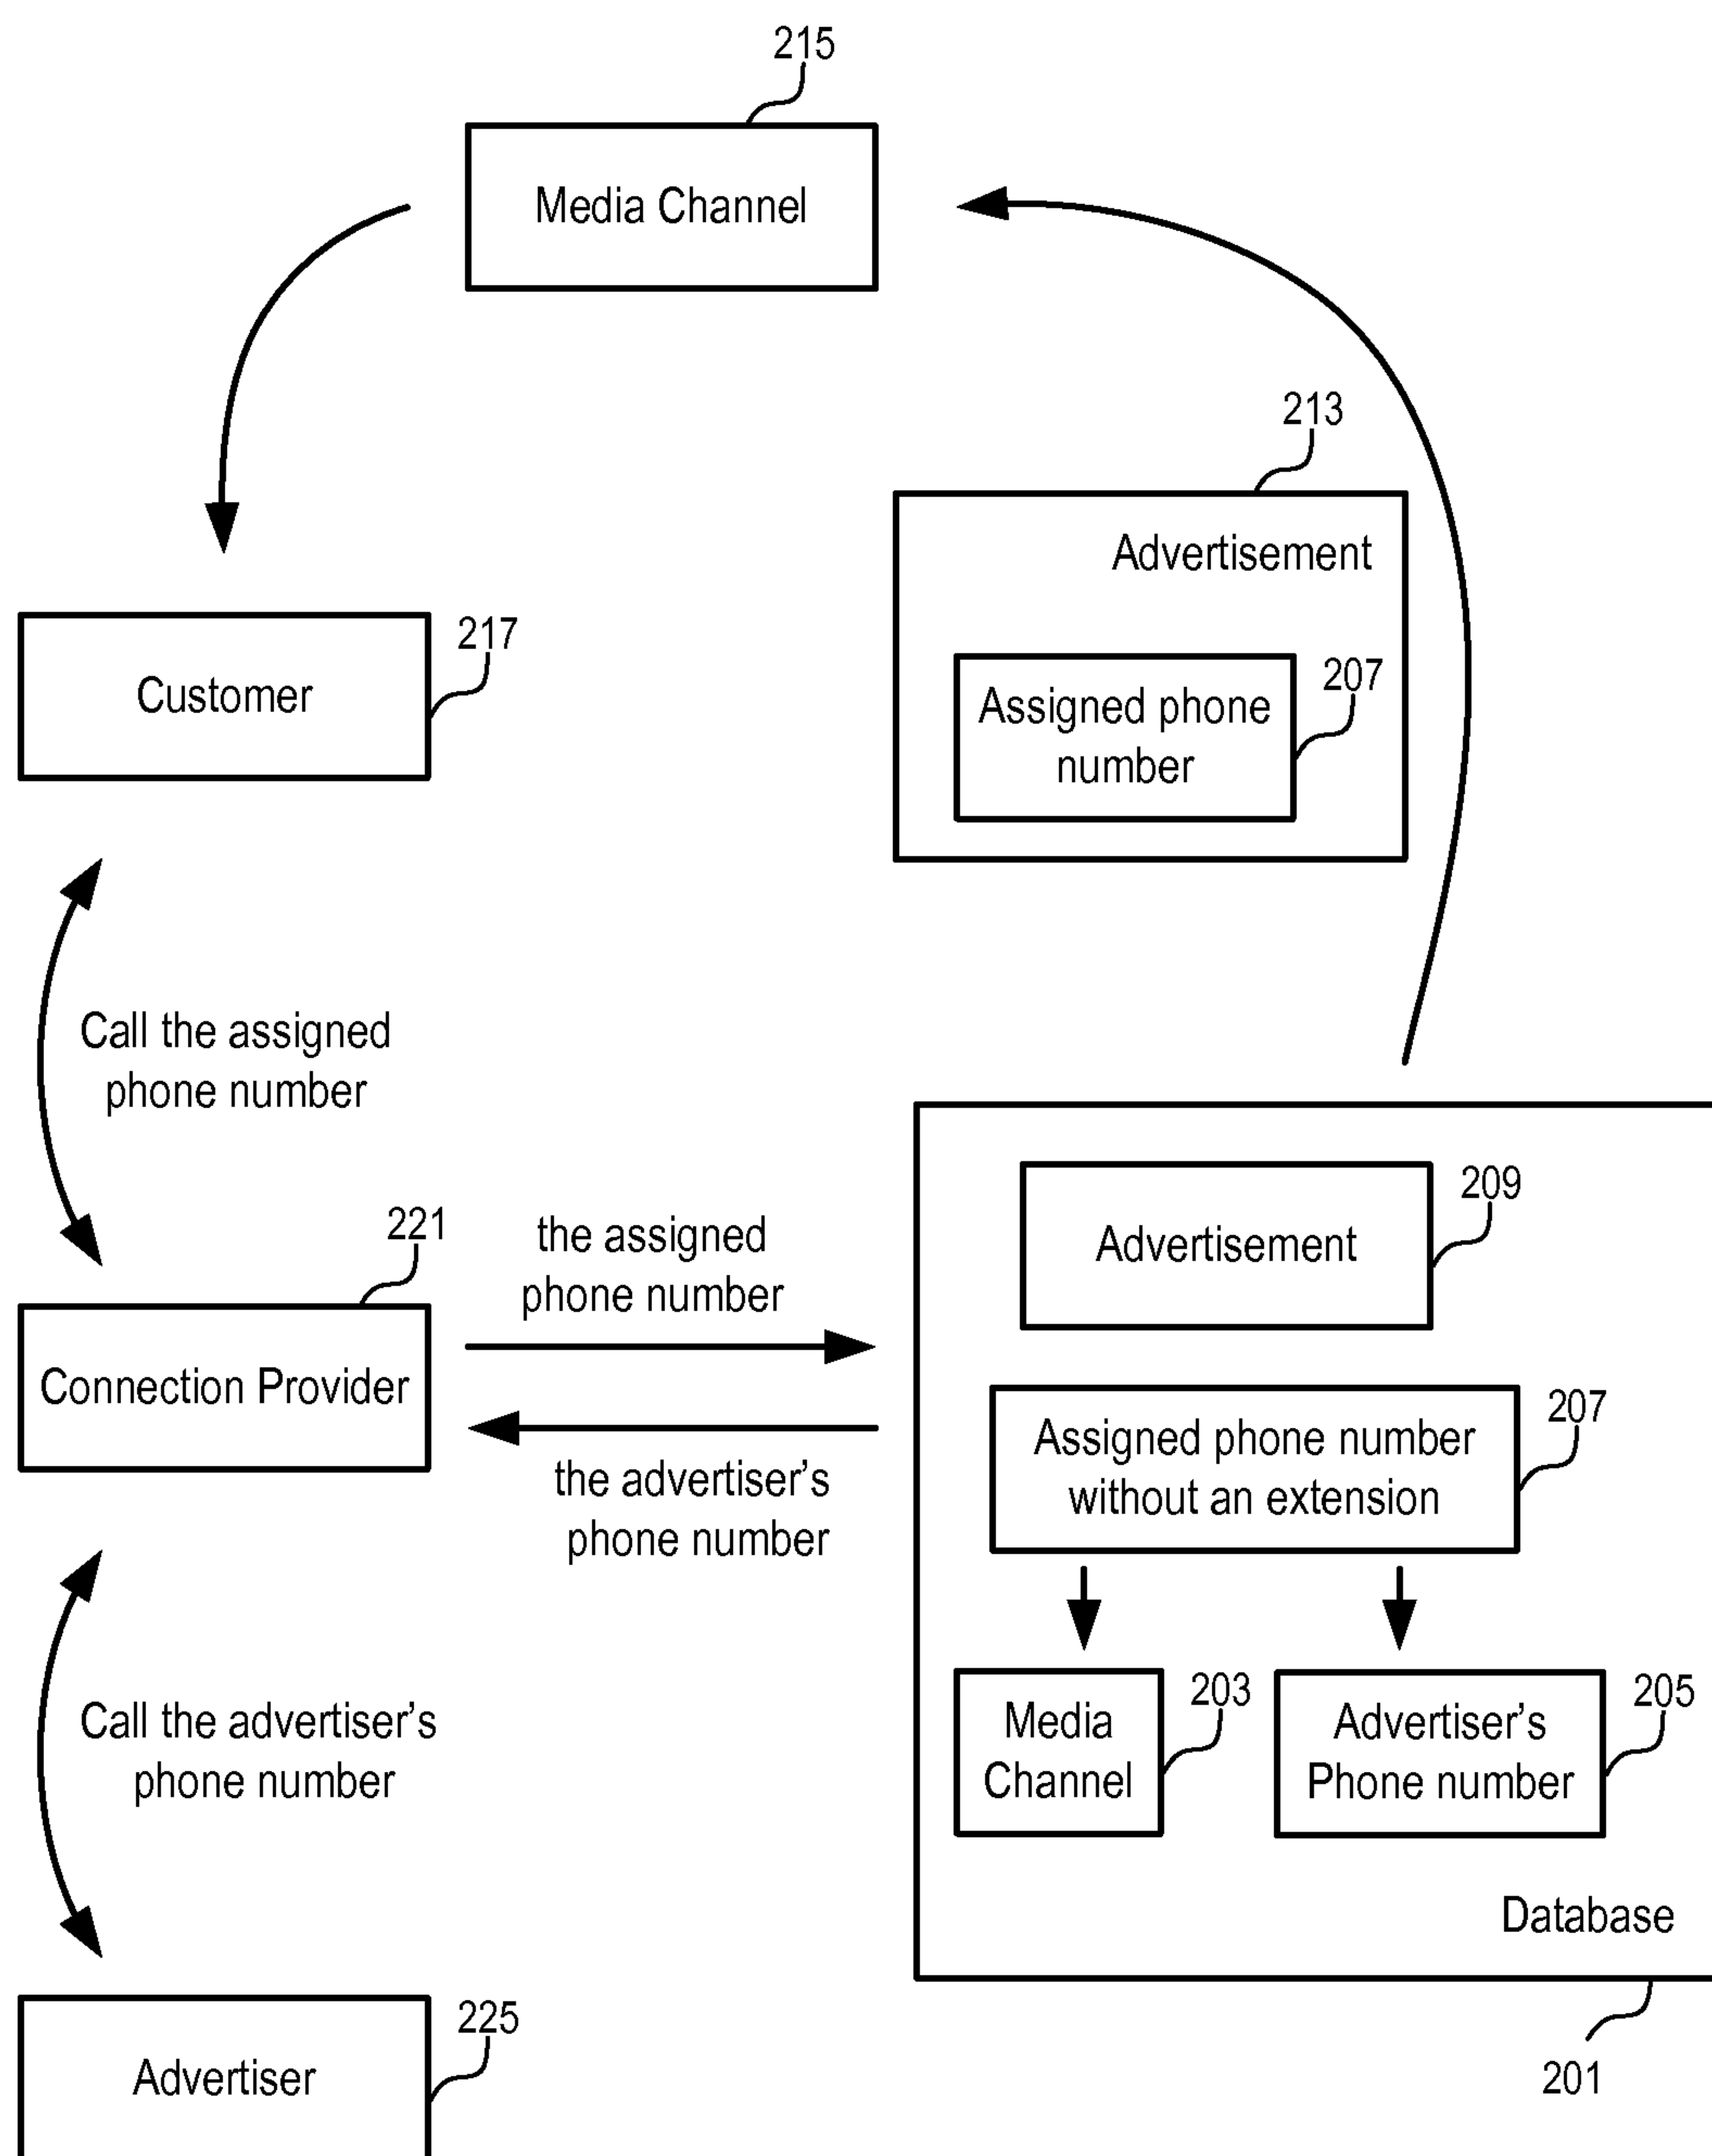 215
Media Channel
213
Advertisement
217
Customer
207
Assigned phone
number
Call the assigned
phone number
209
Advertisement
221
the assigned
phone number
Connection Provider
207
Assigned phone number
without an extension
the advertiser's
phone number
203
Media
Channel
205
Advertiser's
Phone number
Call the advertiser's
phone number
Database
225
Advertiser
201